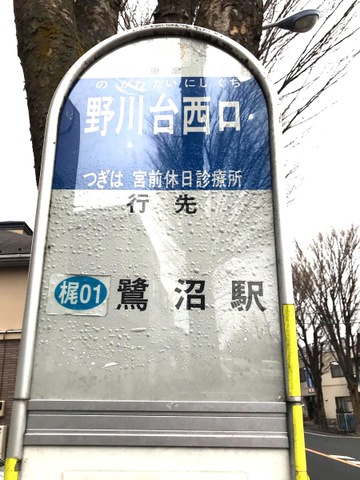 のがわだいにしぐち
野川台西口
つぎは 宮前休日診療所
行先
梶01 鷺沼駅